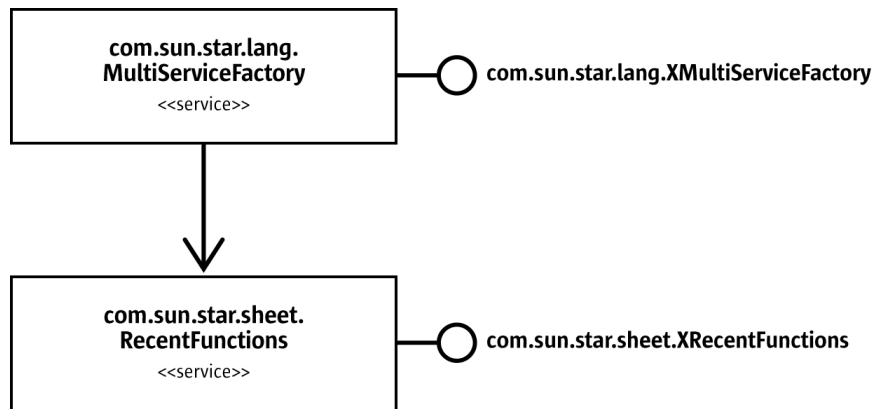 com.sun.star.lang.
MultiServiceFactory
<<service>>
com.sun.star.lang.XMultiServiceFactory
com.sun.star.sheet.
RecentFunctions
<<service>>
com.sun.star.sheet.XRecentFunctions